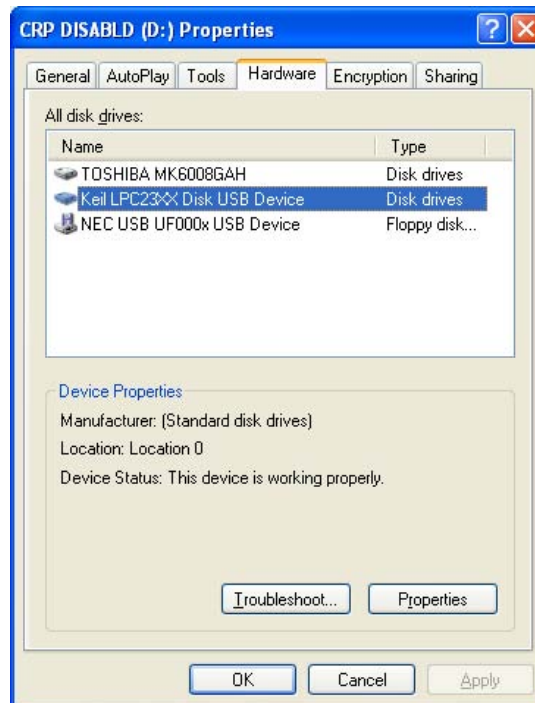 CRP DISABLD (D:) Properties
General AutoPlay Tools Hardware Encryption Sharing
All disk drives:
Name Type
TOSHIBA MK6008GAH Disk drives
Keil LPC23XX Disk USB Device Disk drives
NEC USB UF000x USB Device Floppy disk...
Device Properties
Manufacturer: (Standard disk drives)
Location: Location 0
Device Status: This device is working properly.
Troubleshoot... Properties
OK Cancel Apply